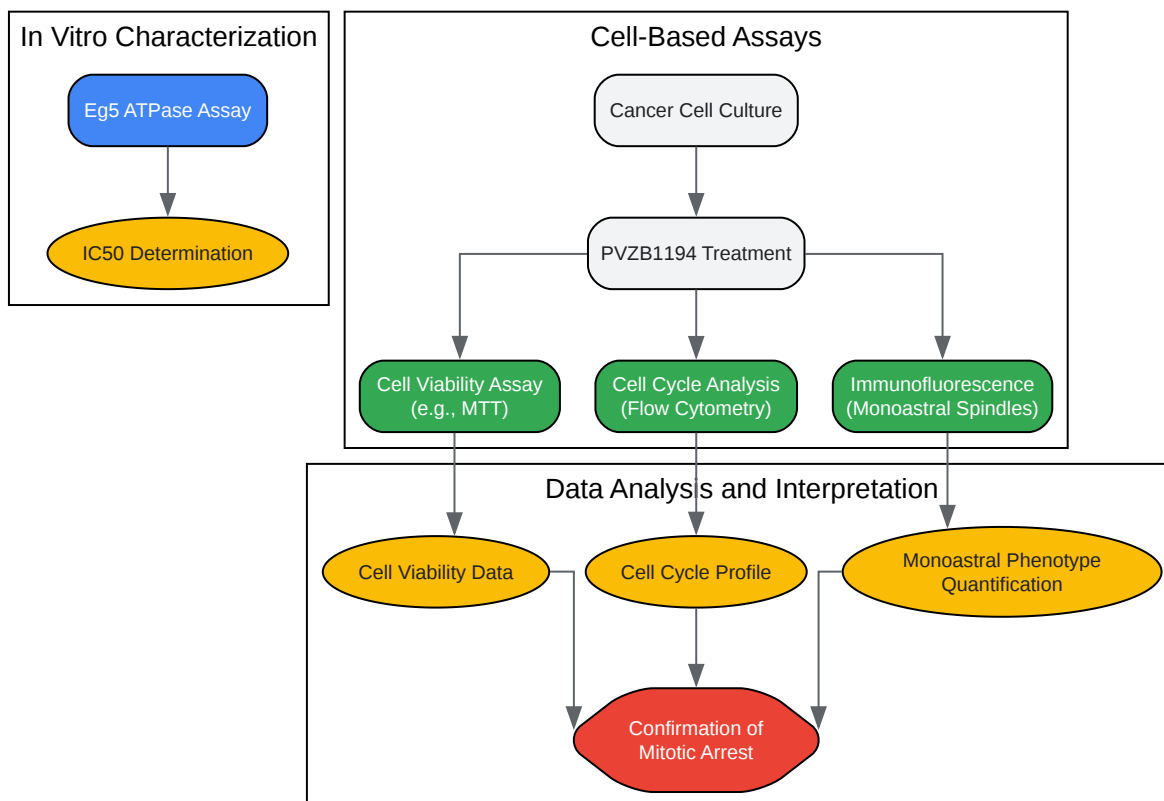 In Vitro Characterization
Eg5 ATPase Assay
IC50 Determination
Cell-Based Assays
Cancer Cell Culture
PVZB1194 Treatment
Cell Viability Assay
(e.g., MTT)
Cell Cycle Analysis
(Flow Cytometry)
Immunofluorescence
(Monoastral Spindles)
Data Analysis and Interpretation
Cell Viability Data
Cell Cycle Profile
Monoastral Phenotype
Quantification
Confirmation of
Mitotic Arrest